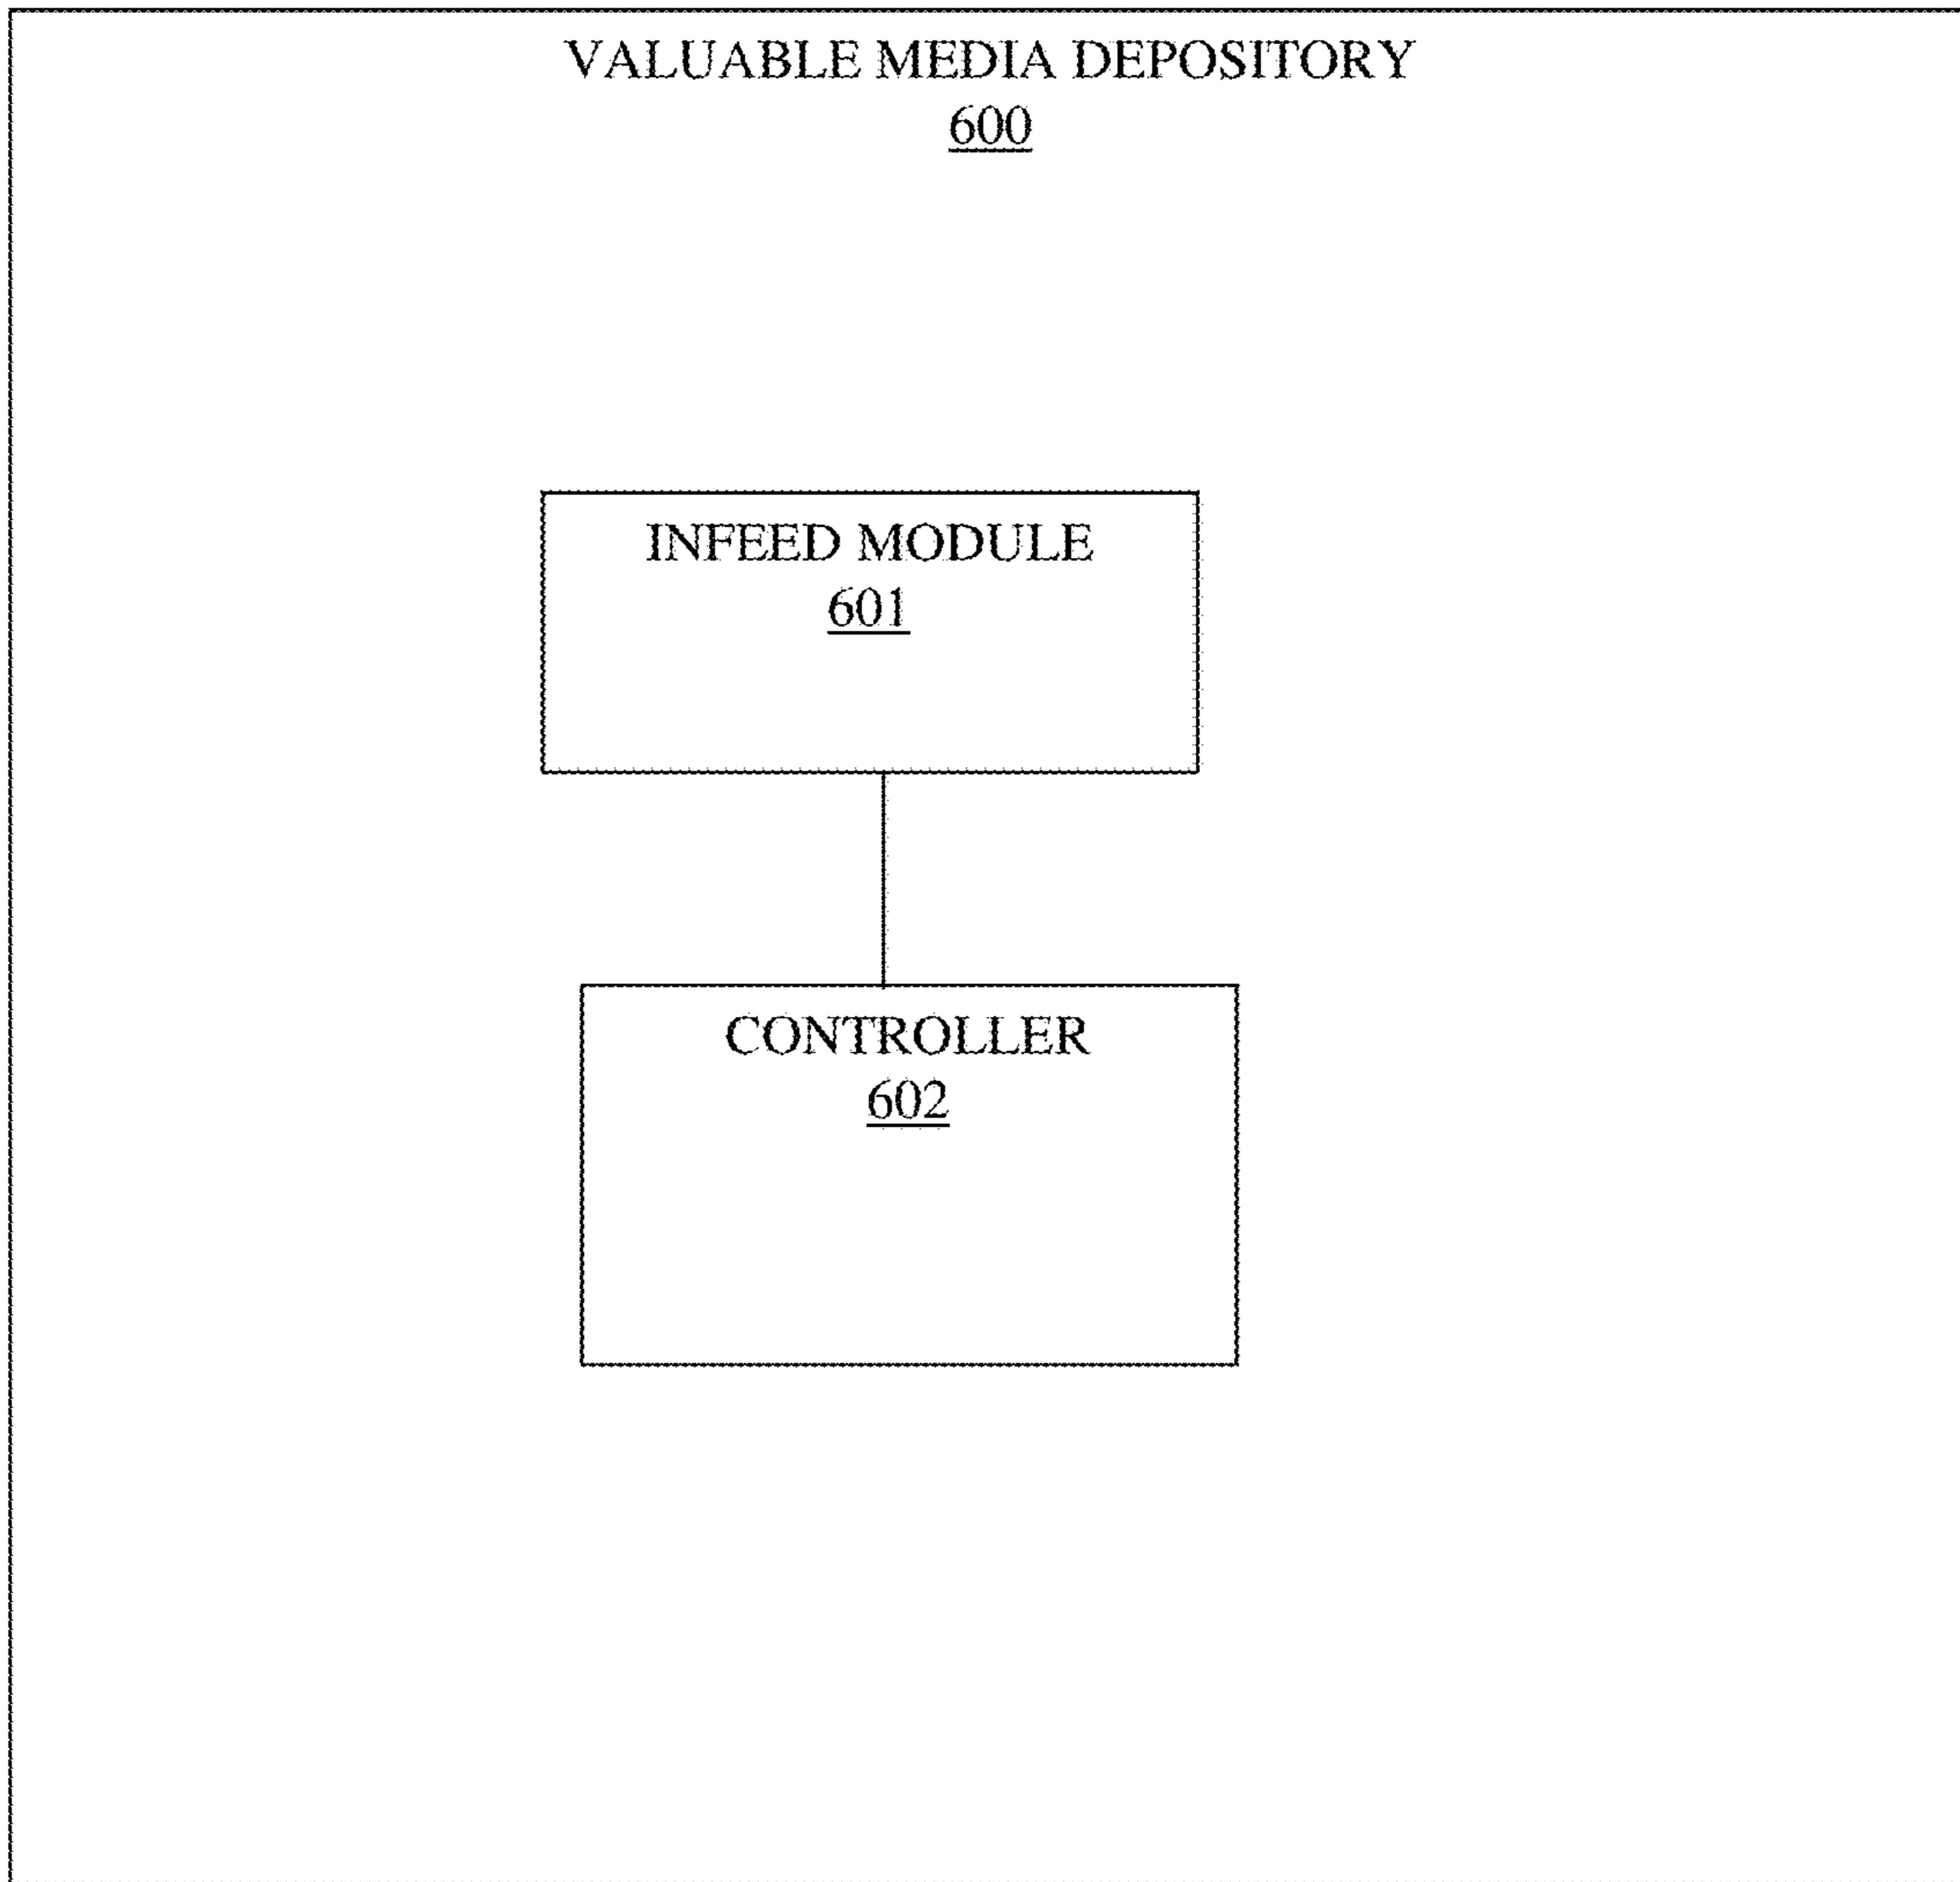 VALUABLE MEDIA DEPOSITORY
600
INFEED MODULE
601
CONTROLLER
602